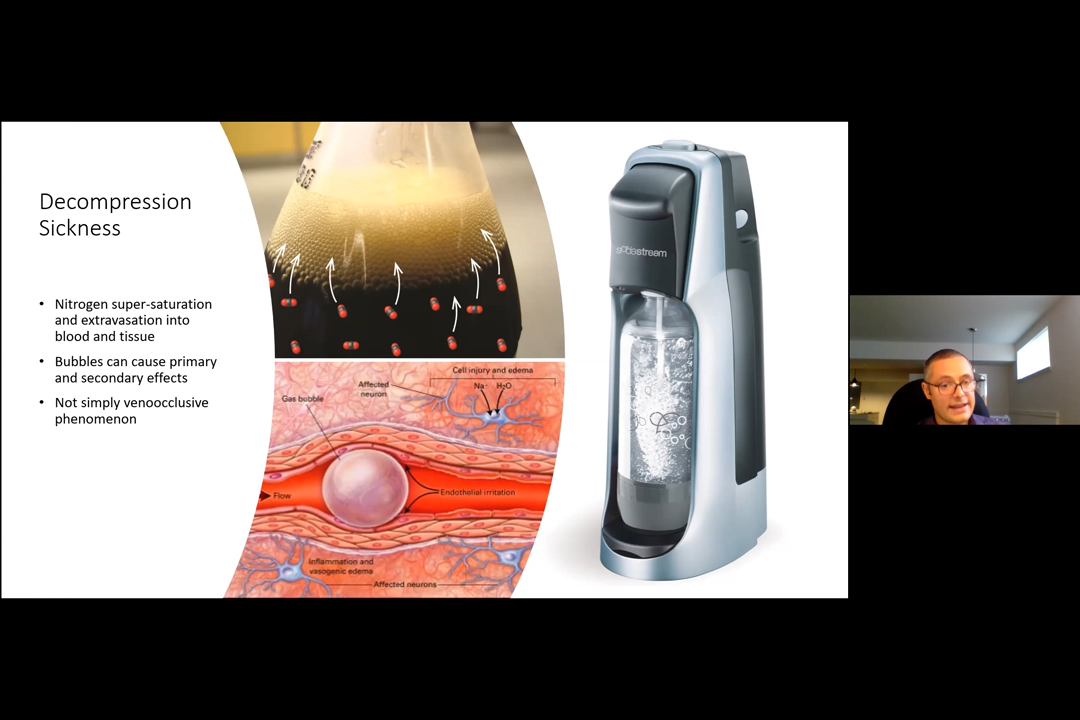 Decompression
Sickness
• Nitrogen super-saturation
and extravasation into
blood and tissue
• Bubbles can cause primary
and secondary effects
• Not simply venoocclusive
phenomenon
Cell injury and edema
Affected
neuron
Na⁺ H₂O
Gas bubble
Flow
Endothelial irritation
Inflammation and
vasogenic edema
Affected neurons
sodastream